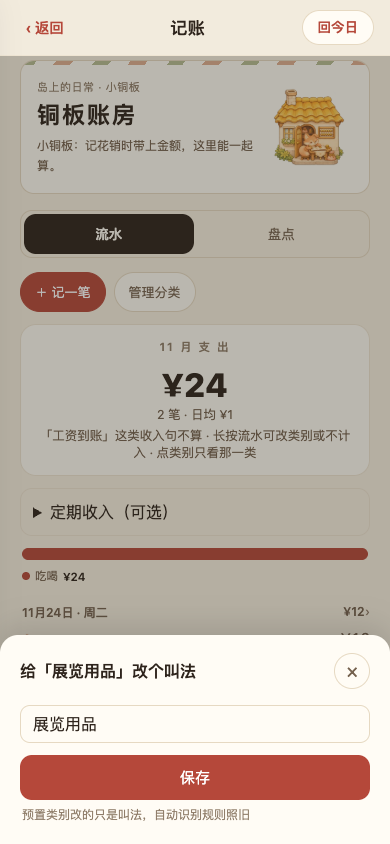 ‹ 返回
记账
回今日
岛上的日常 · 小铜板
铜板账房
小铜板：记花销时带上金额，这里能一起
算。
流水
盘点
＋ 记一笔
管理分类
11 月 支 出
¥24
2 笔 · 日均 ¥1
「工资到账」这类收入句不算 · 长按流水可改类别或不计
入 · 点类别只看那一类
▶ 定期收入（可选）
吃喝 ¥24
11月24日 · 周二
¥12›
给「展览用品」改个叫法
×
展览用品
保存
预置类别改的只是叫法，自动识别规则照旧